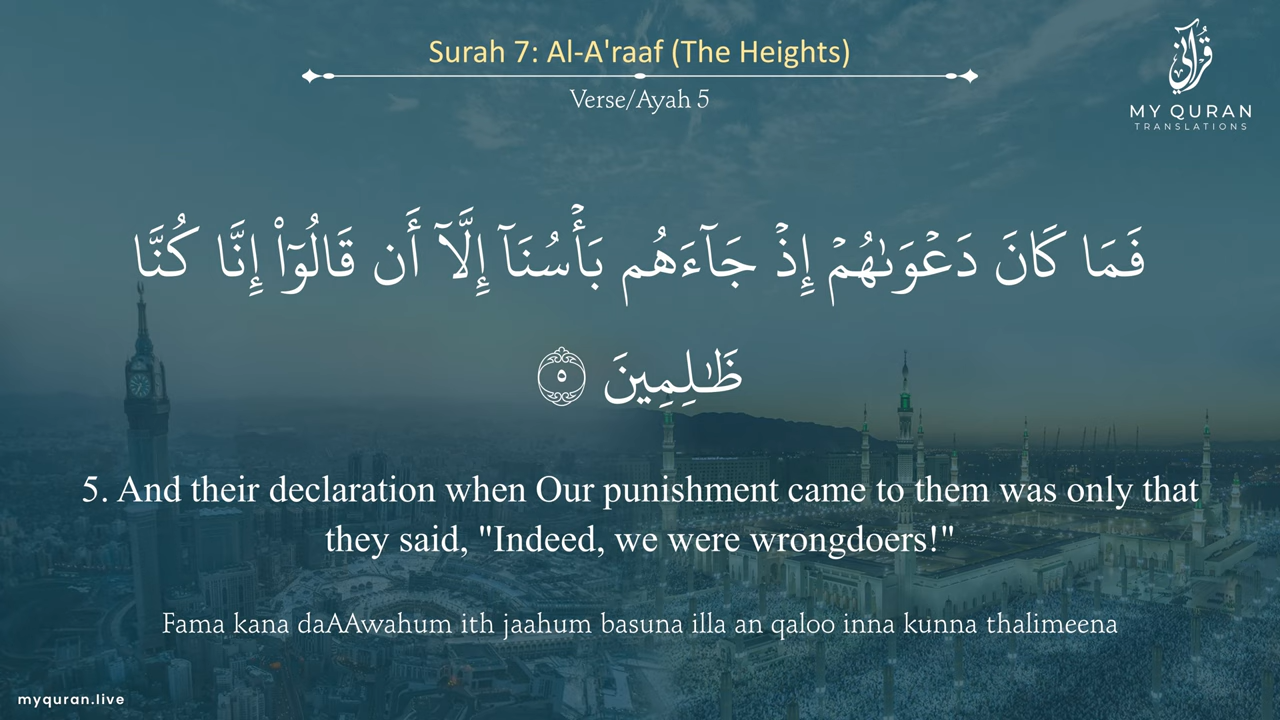 Surah 7: Al-A'raaf (The Heights)
Verse/Ayah 5
قُرْآنِي
MY QURAN
TRANSLATIONS
فَمَا كَانَ دَعْوَىٰهُمْ إِذْ جَآءَهُم بَأْسُنَآ إِلَّآ أَن قَالُوٓا۟ إِنَّا كُنَّا
ظَـٰلِمِينَ ٥
5. And their declaration when Our punishment came to them was only that
they said, "Indeed, we were wrongdoers!"
Fama kana daAAwahum ith jaahum basuna illa an qaloo inna kunna thalimeena
myquran.live